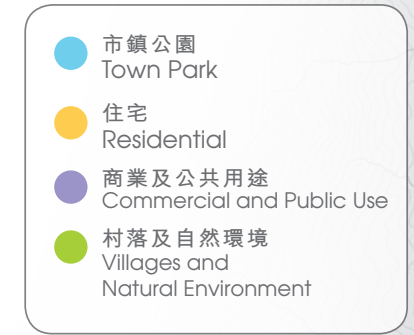 市鎮公園
Town Park
住宅
Residential
商業及公共用途
Commercial and Public Use
村落及自然環境
Villages and
Natural Environment